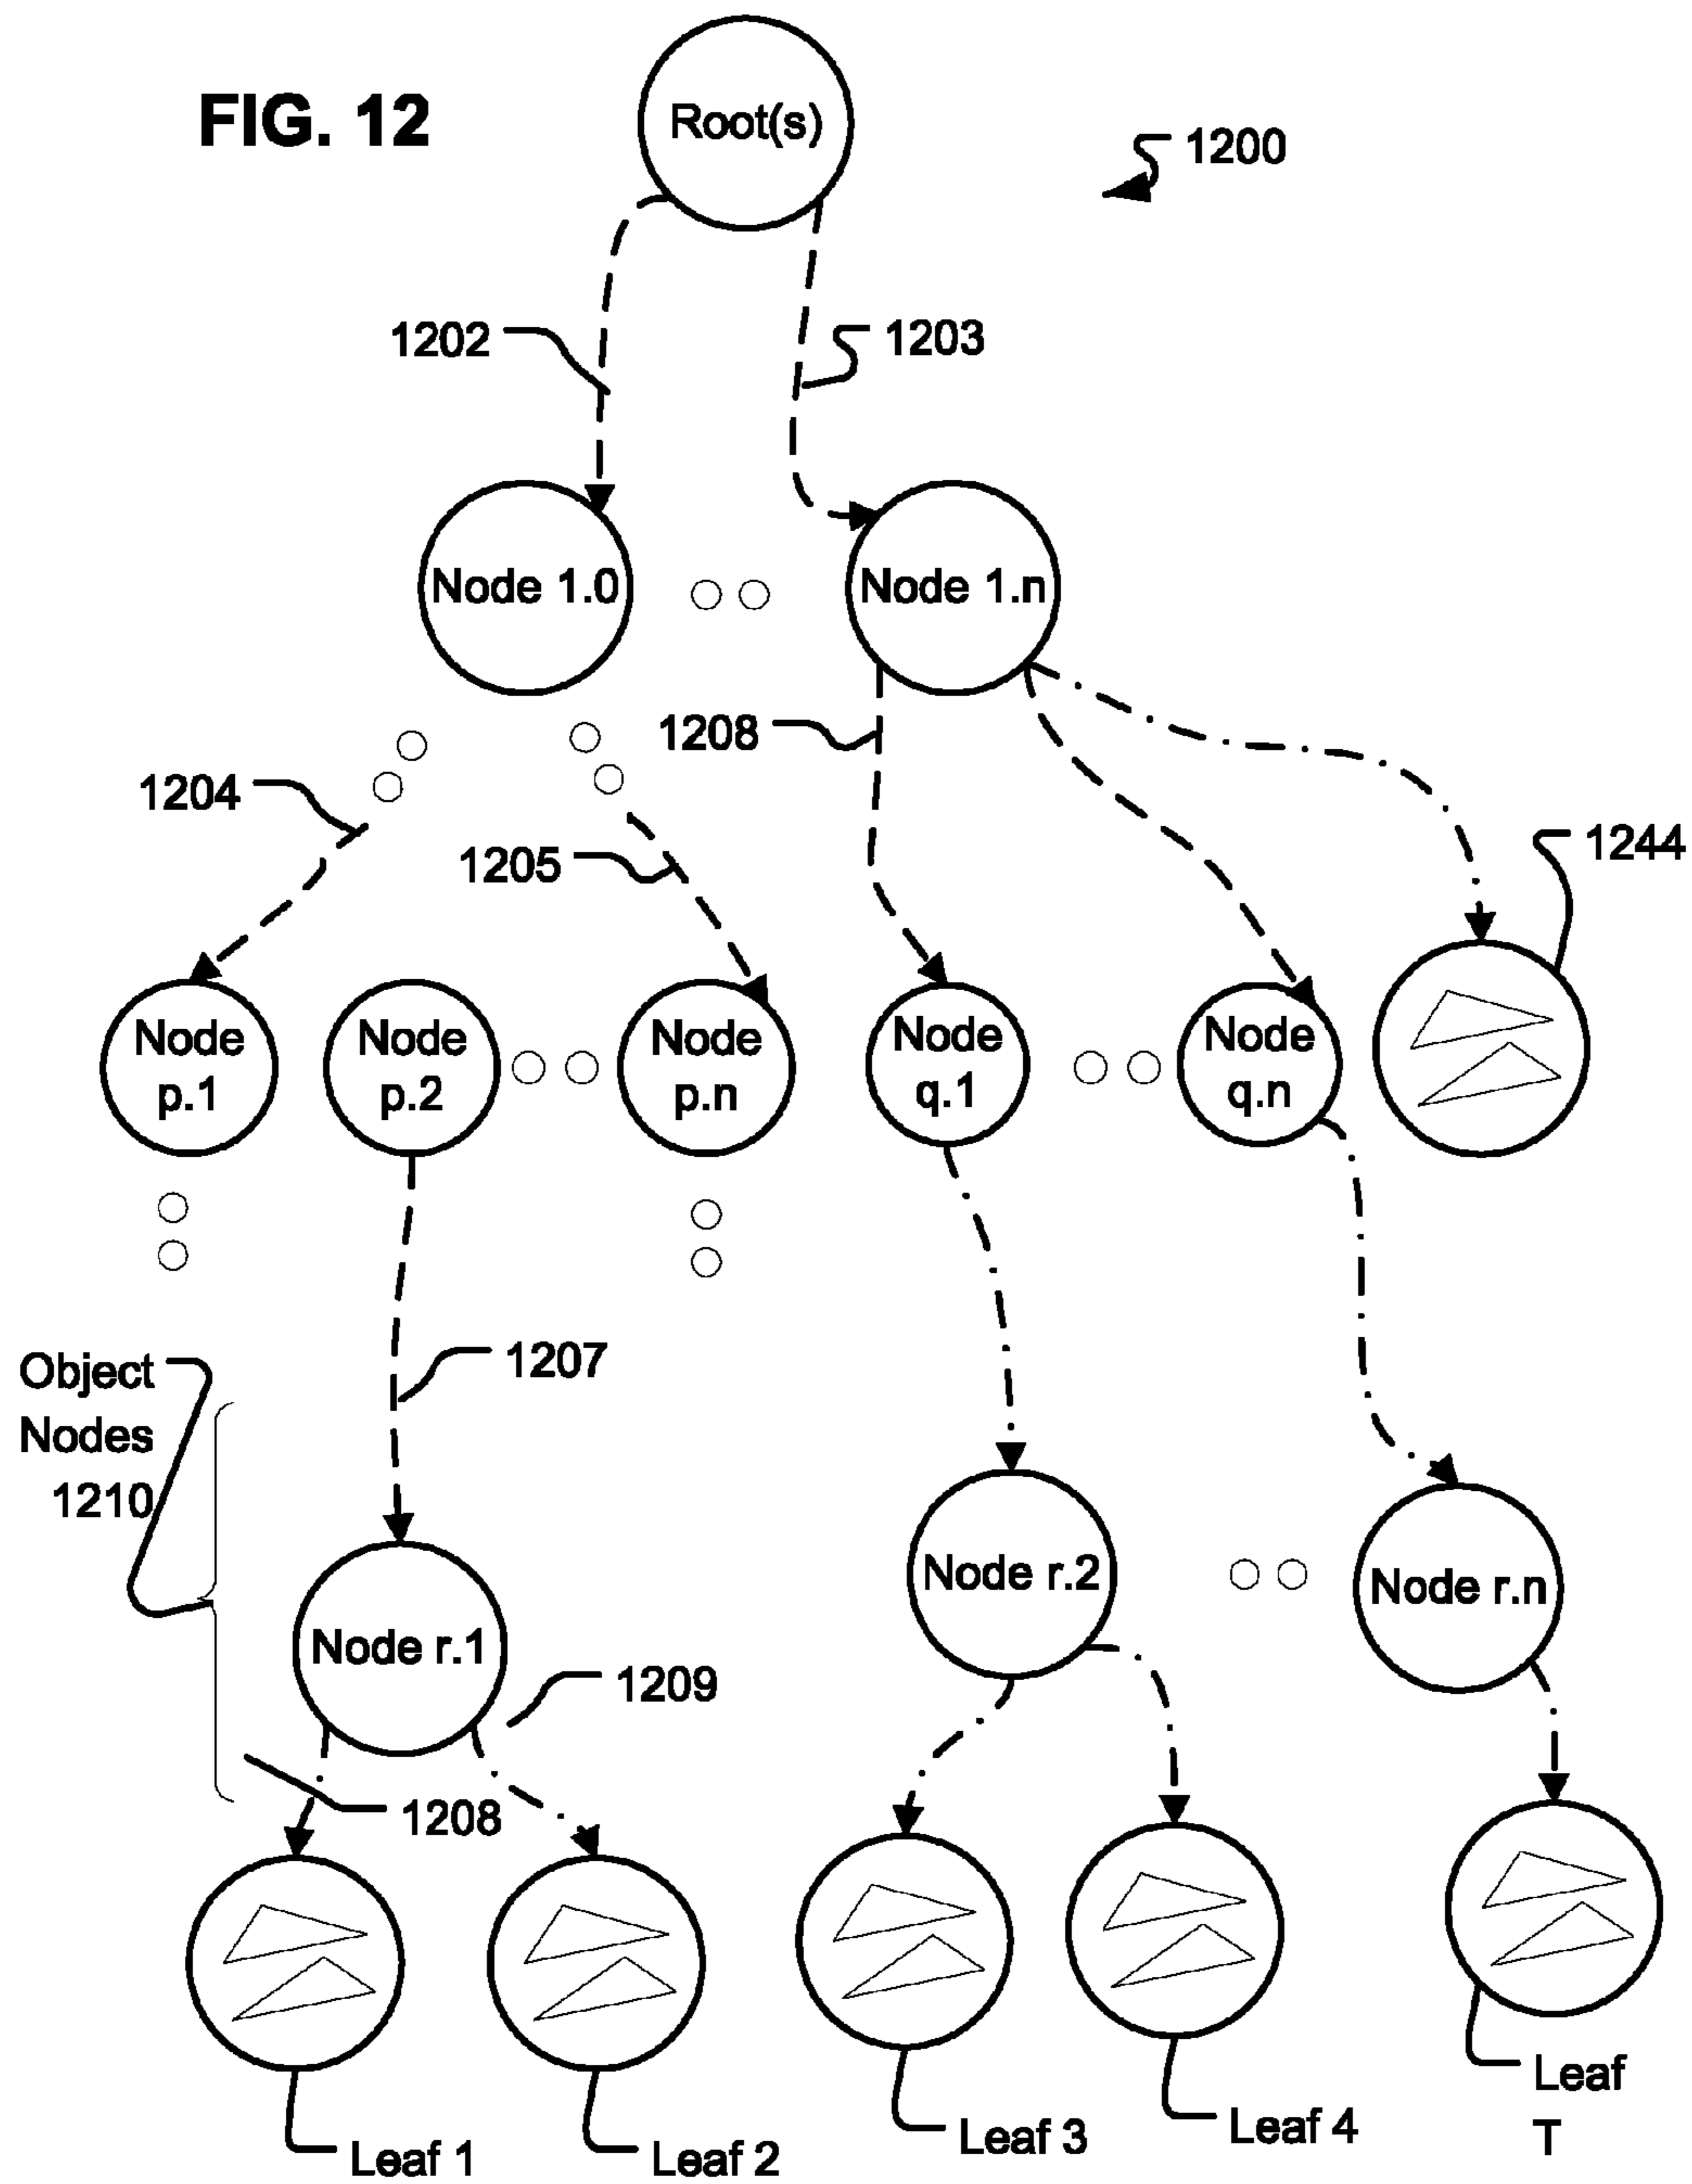 FIG. 12
Root(s)
1200
1202
1203
Node 1.0
Node 1.n
1208
1204
1205
1244
Node
p.1
Node
p.2
Node
p.n
Node
q.1
Node
q.n
1207
Object
Nodes
1210
Node r.1
Node r.2
Node r.n
1209
1208
Leaf 1
Leaf 2
Leaf 3
Leaf 4
Leaf
T